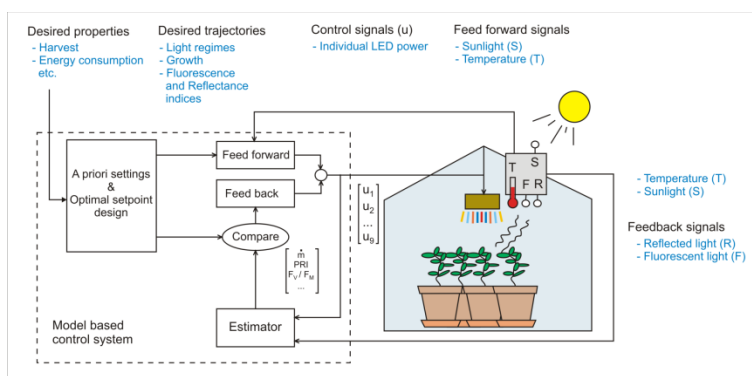 Desired properties
- Harvest
- Energy consumption
etc.
Desired trajectories
- Light regimes
- Growth
- Fluorescence
and Reflectance
indices
Control signals (u)
- Individual LED power
Feed forward signals
- Sunlight (S)
- Temperature (T)
A priori settings
&
Optimal setpoint
design
Feed forward
Feed back
Compare
ṁ
PRI
Fv / FM
...
Estimator
Model based
control system
u1
u2
...
u9
S
T
F R
- Temperature (T)
- Sunlight (S)
Feedback signals
- Reflected light (R)
- Fluorescent light (F)